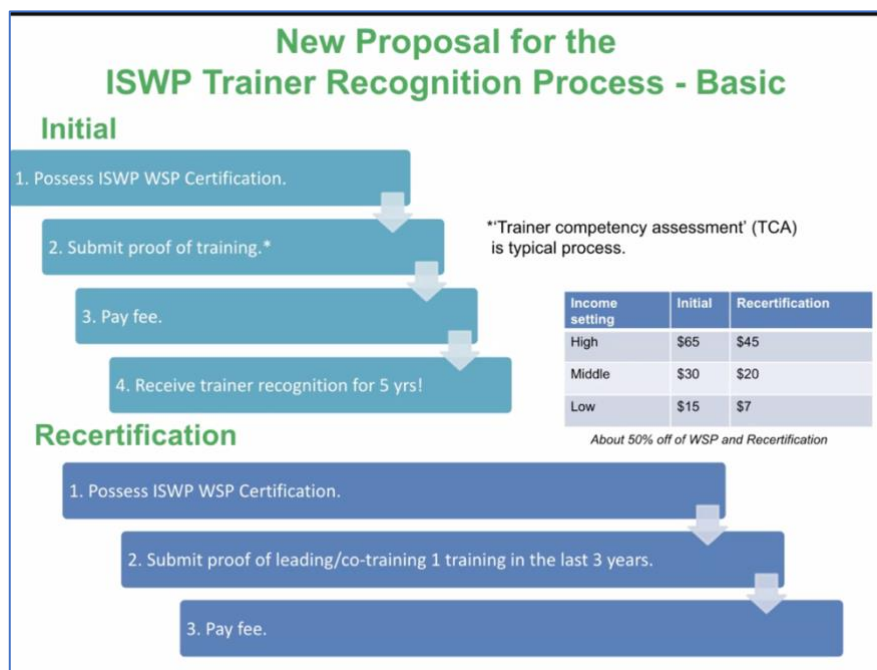 New Proposal for the
ISWP Trainer Recognition Process - Basic
Initial
1. Possess ISWP WSP Certification.
2. Submit proof of training.*
3. Pay fee.
4. Receive trainer recognition for 5 yrs!
*'Trainer competency assessment' (TCA)
is typical process.
Income setting Initial Recertification
High $65 $45
Middle $30 $20
Low $15 $7
About 50% off of WSP and Recertification
Recertification
1. Possess ISWP WSP Certification.
2. Submit proof of leading/co-training 1 training in the last 3 years.
3. Pay fee.